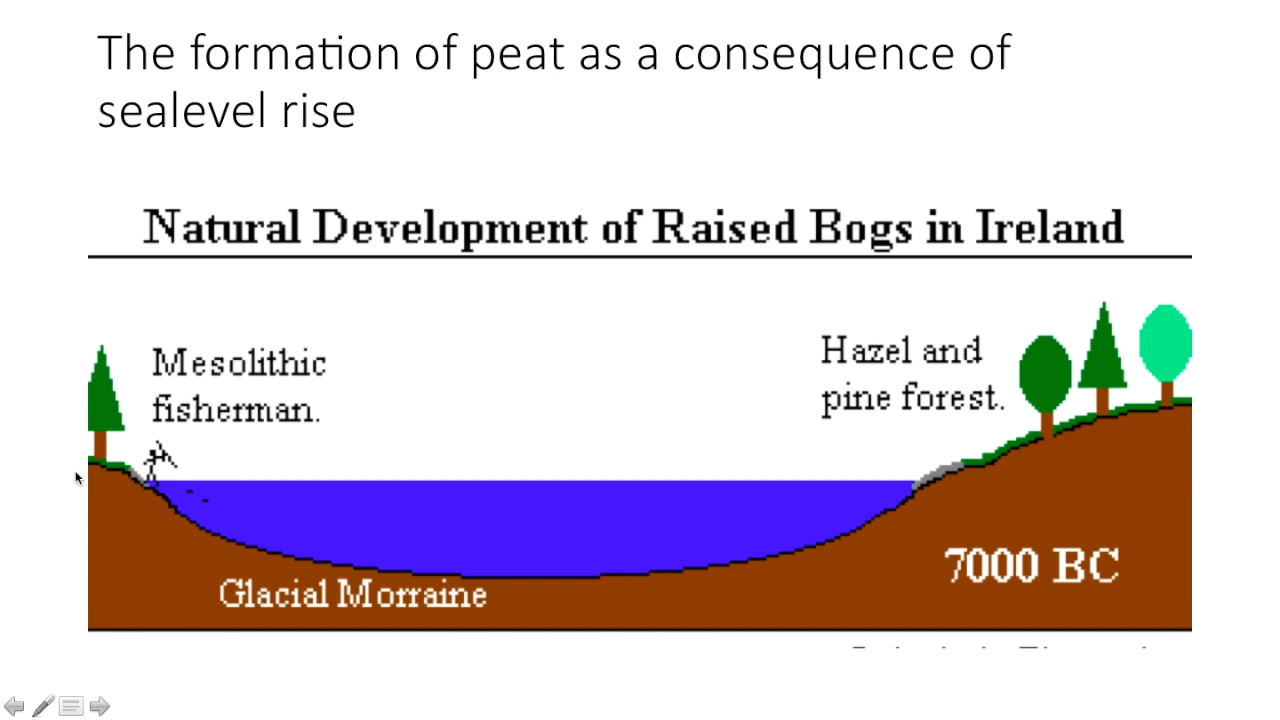 The formation of peat as a consequence of
sealevel rise
Natural Development of Raised Bogs in Ireland
Mesolithic
fisherman.
Hazel and
pine forest.
Glacial Morraine
7000 BC